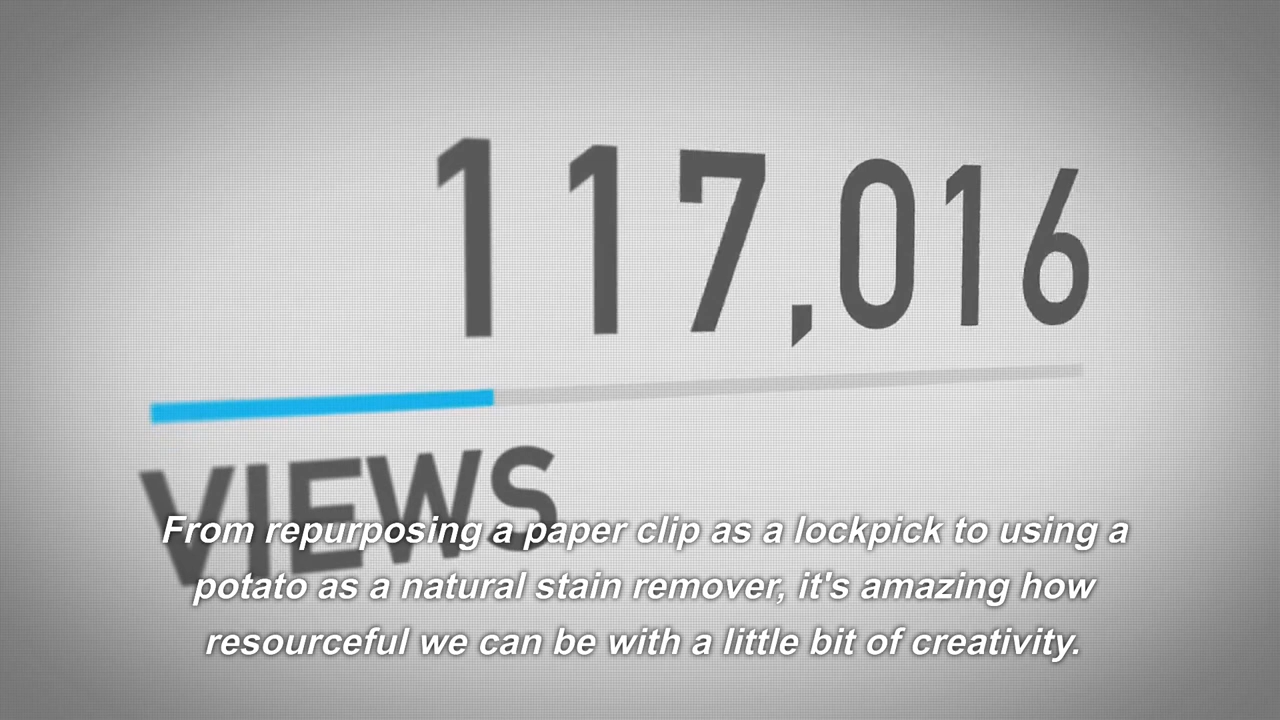 117,016
VIEWS
From repurposing a paper clip as a lockpick to using a
potato as a natural stain remover, it's amazing how
resourceful we can be with a little bit of creativity.